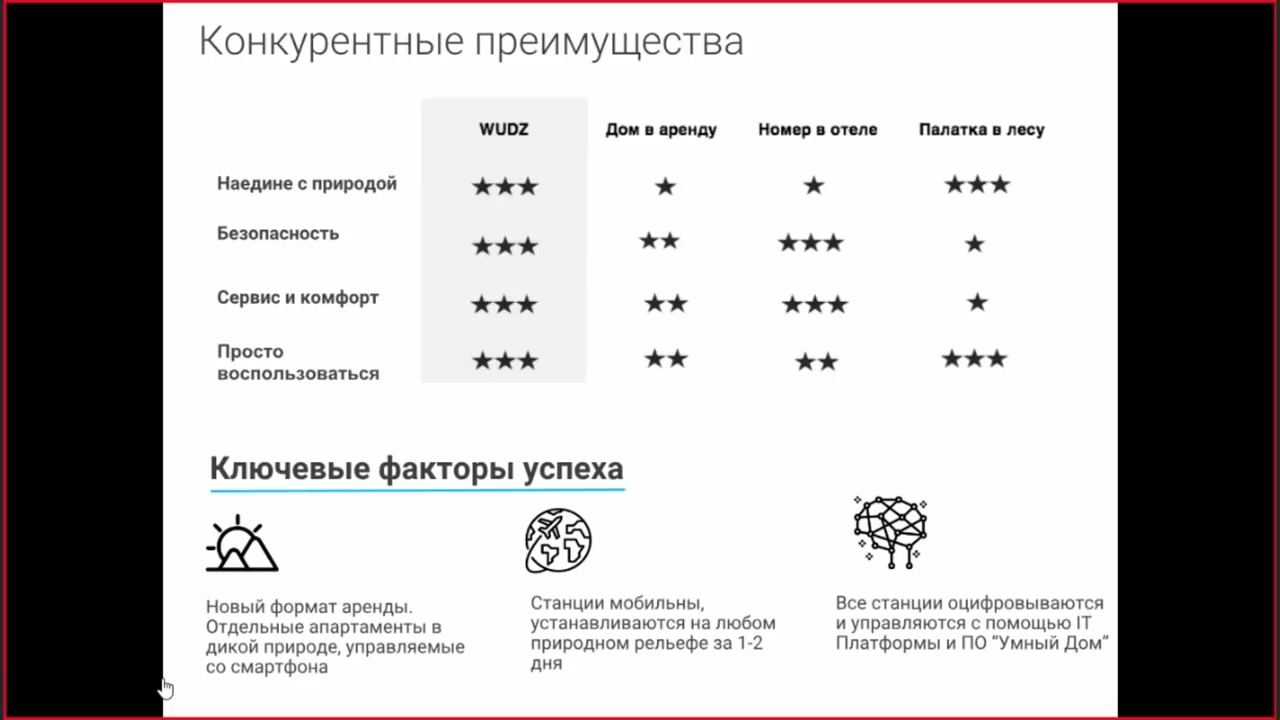 Конкурентные преимущества
WUDZ Дом в аренду Номер в отеле Палатка в лесу
Наедине с природой ★★★ ★ ★ ★★★
Безопасность ★★★ ★★ ★★★ ★
Сервис и комфорт ★★★ ★★ ★★★ ★
Просто
воспользоваться ★★★ ★★ ★★ ★★★
Ключевые факторы успеха
Новый формат аренды.
Отдельные апартаменты в
дикой природе, управляемые
со смартфона
Станции мобильны,
устанавливаются на любом
природном рельефе за 1-2
дня
Все станции оцифровываются
и управляются с помощью IT
Платформы и ПО “Умный Дом”